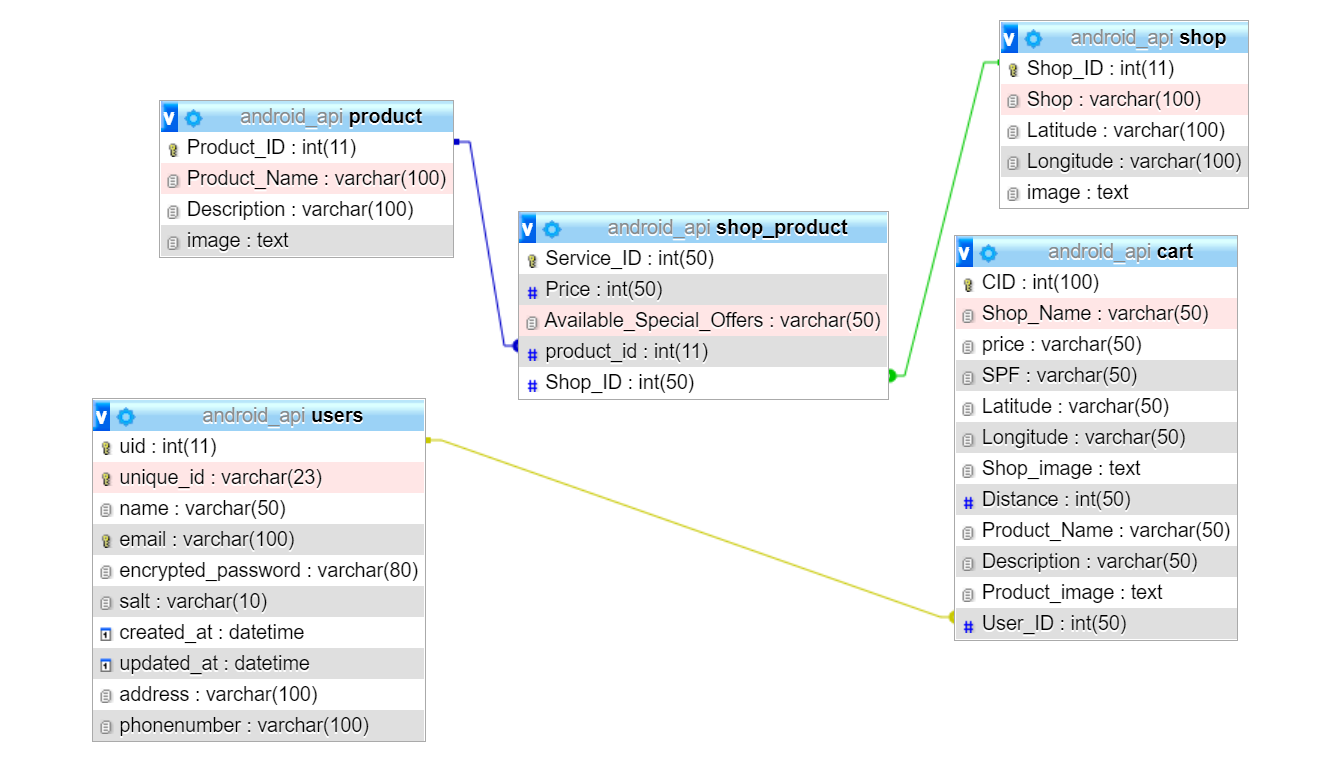 android_api product
Product_ID : int(11)
Product_Name : varchar(100)
Description : varchar(100)
image : text
android_api shop
Shop_ID : int(11)
Shop : varchar(100)
Latitude : varchar(100)
Longitude : varchar(100)
image : text
android_api shop_product
Service_ID : int(50)
Price : int(50)
Available_Special_Offers : varchar(50)
product_id : int(11)
Shop_ID : int(50)
android_api cart
CID : int(100)
Shop_Name : varchar(50)
price : varchar(50)
SPF : varchar(50)
Latitude : varchar(50)
Longitude : varchar(50)
Shop_image : text
Distance : int(50)
Product_Name : varchar(50)
Description : varchar(50)
Product_image : text
User_ID : int(50)
android_api users
uid : int(11)
unique_id : varchar(23)
name : varchar(50)
email : varchar(100)
encrypted_password : varchar(80)
salt : varchar(10)
created_at : datetime
updated_at : datetime
address : varchar(100)
phonenumber : varchar(100)